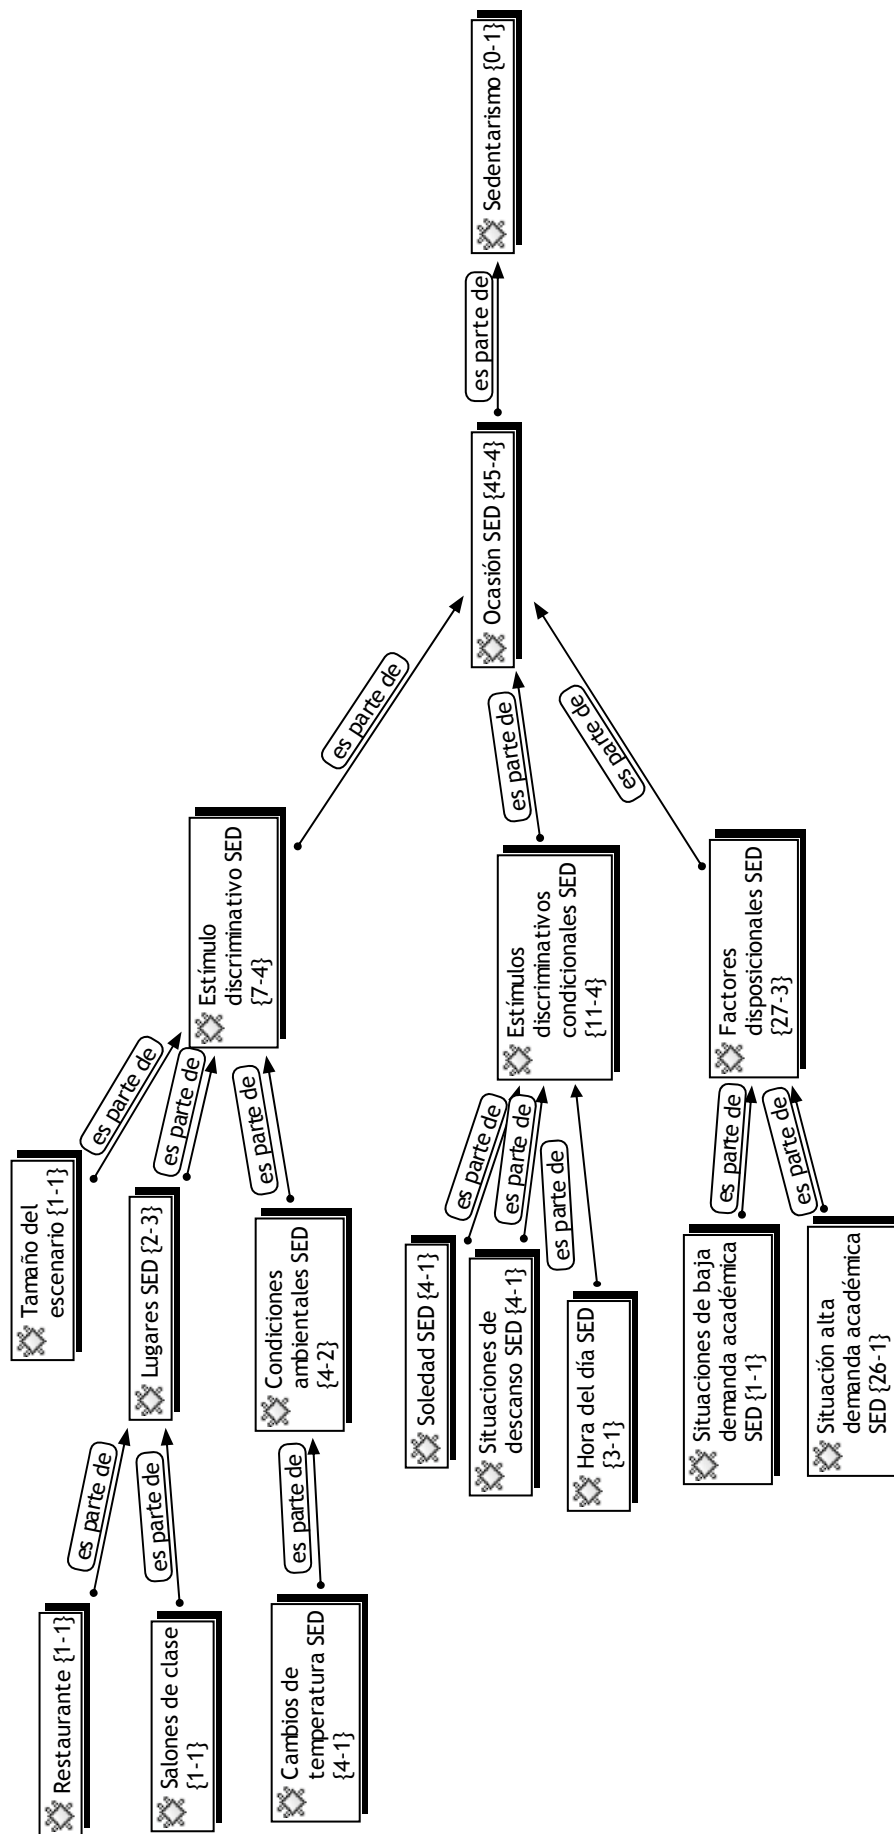 Sedentarismo {0-1}
es parte de
Ocasión SED {45-4}
es parte de
es parte de
es parte de
Estímulo
discriminativo SED
{7-4}
Estímulos
discriminativos
condicionales SED
{11-4}
Factores
disposicionales SED
{27-3}
es parte de
es parte de
es parte de
es parte de
es parte de
es parte de
es parte de
es parte de
Tamaño del
escenario {1-1}
Lugares SED {2-3}
Condiciones
ambientales SED
{4-2}
Soledad SED {4-1}
Situaciones de
descanso SED {4-1}
Hora del día SED
{3-1}
Situaciones de baja
demanda académica
SED {1-1}
Situación alta
demanda académica
SED {26-1}
es parte de
es parte de
es parte de
Restaurante {1-1}
Salones de clase
{1-1}
Cambios de
temperatura SED
{4-1}